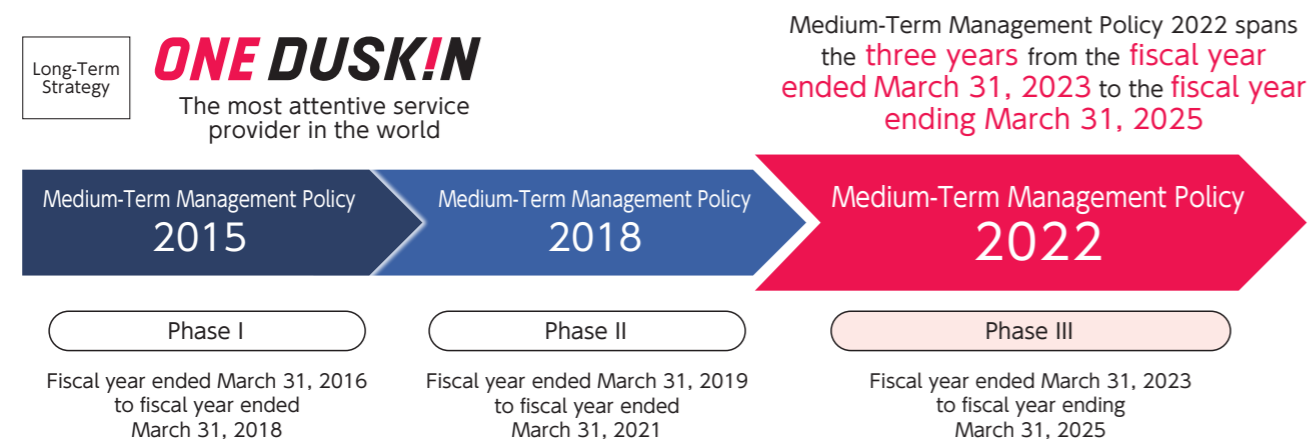 Long-Term
Strategy
ONE DUSK!N
The most attentive service
provider in the world
Medium-Term Management Policy 2022 spans
the three years from the fiscal year
ended March 31, 2023 to the fiscal year
ending March 31, 2025
Medium-Term Management Policy
2015
Medium-Term Management Policy
2018
Medium-Term Management Policy
2022
Phase I
Phase II
Phase III
Fiscal year ended March 31, 2016
to fiscal year ended
March 31, 2018
Fiscal year ended March 31, 2019
to fiscal year ended
March 31, 2021
Fiscal year ended March 31, 2023
to fiscal year ending
March 31, 2025